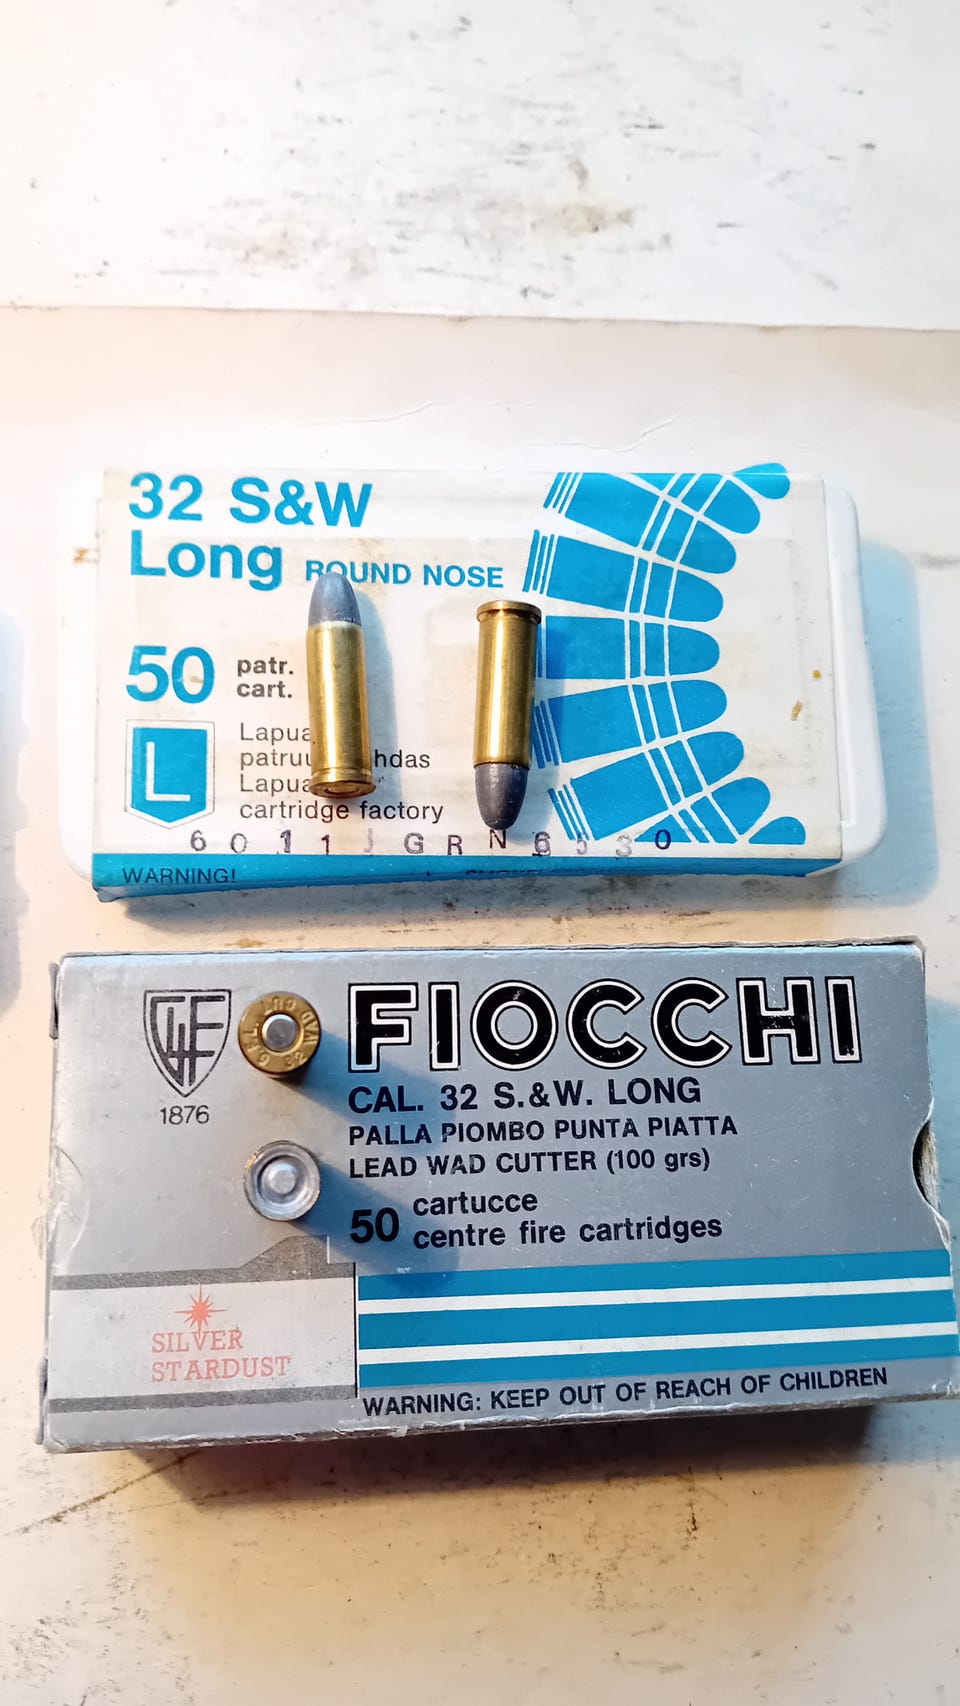 32 S&W
Long ROUND NOSE
50 patr.
cart.
L
Lapua
hdas
Lapua
cartridge factory
WARNING!
GFL
1876
FIOCCHI
CAL. 32 S.&W. LONG
PALLA PIOMBO PUNTA PIATTA
LEAD WAD CUTTER (100 grs)
50 cartucce
centre fire cartridges
SILVER
STARDUST
WARNING: KEEP OUT OF REACH OF CHILDREN